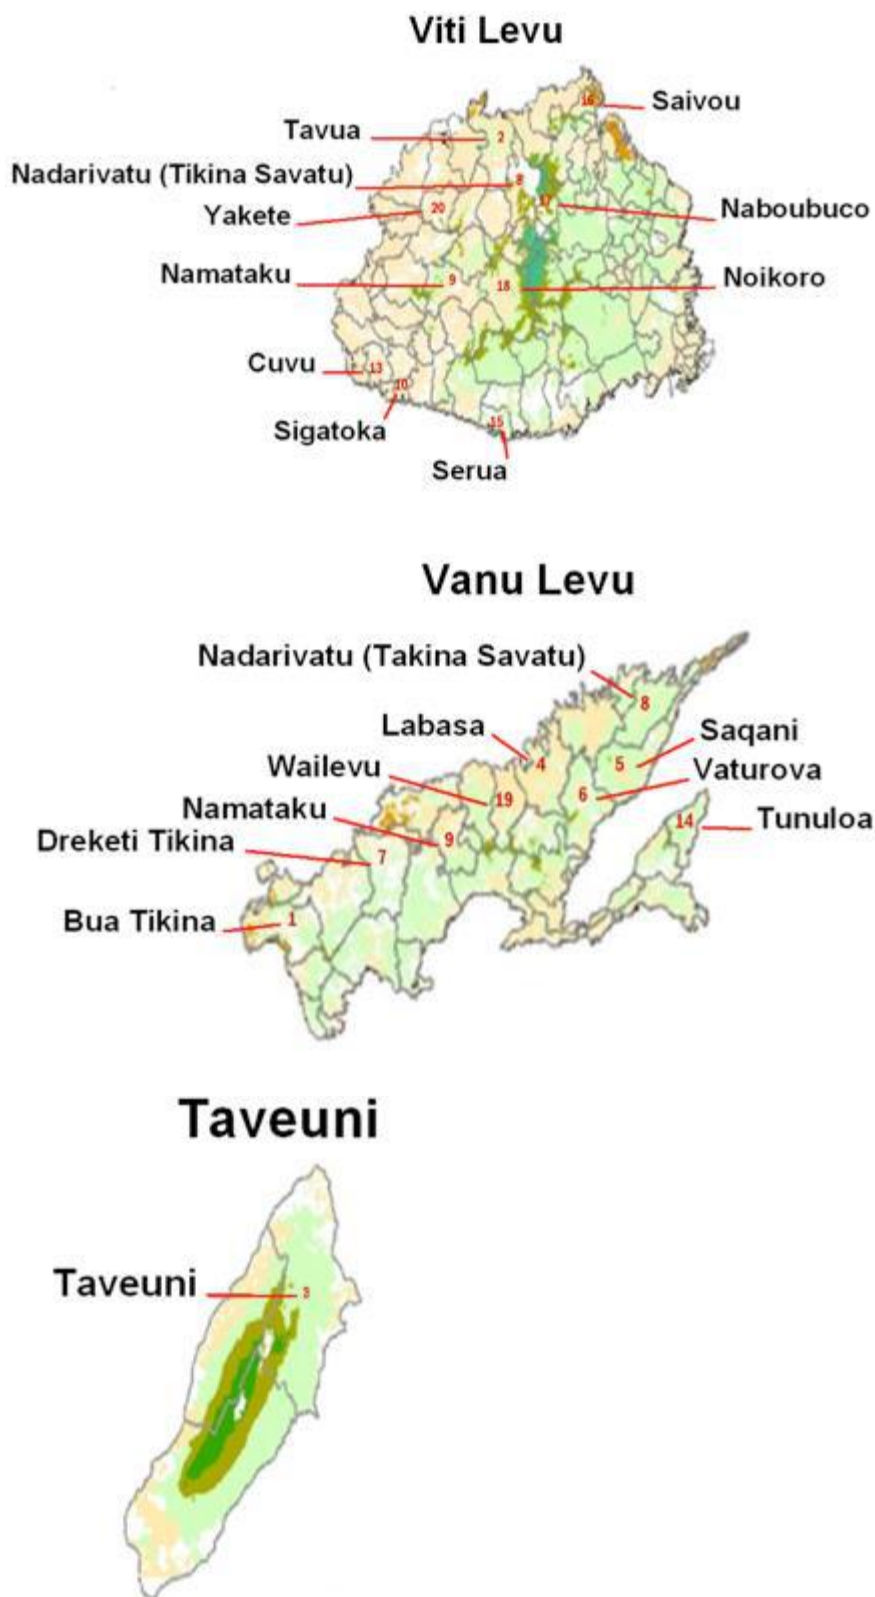 Viti Levu
16
Saivou
Tavua
2
Nadarivatu (Tikina Savatu)
8
17
Yakete
20
Naboubuco
Namataku
9
18
Noikoro
Cuvu
13
10
Sigatoka
15
Serua
Vanu Levu
Nadarivatu (Takina Savatu)
8
Labasa
4
Saqani
5
Wailevu
19
6
Vaturova
Namataku
9
14
Tunuloa
Dreketi Tikina
7
Bua Tikina
1
Taveuni
Taveuni
3